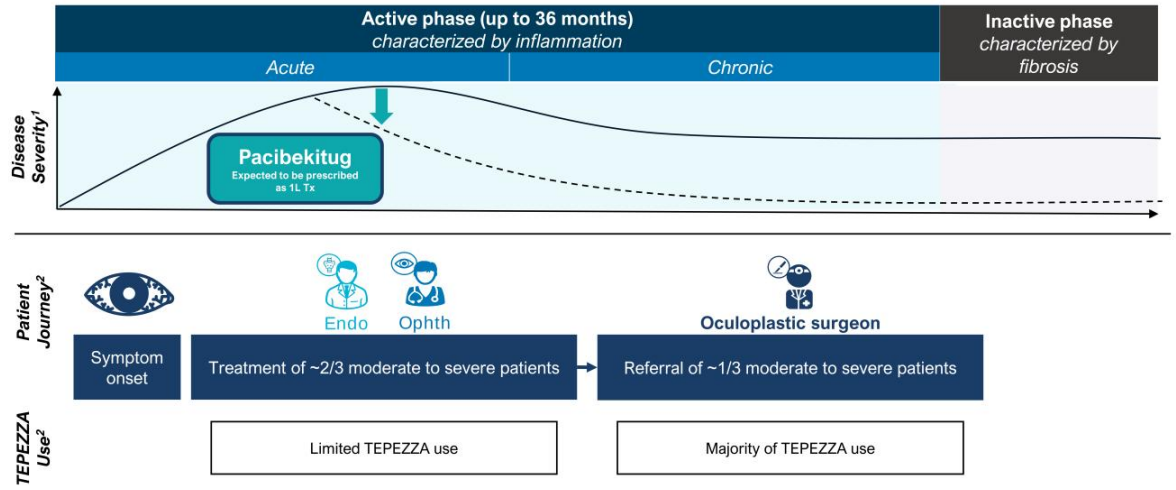 Active phase (up to 36 months)
characterized by inflammation
Inactive phase
characterized by
fibrosis
Acute
Chronic
Disease
Severity1
Pacibekitug
Expected to be prescribed
as 1L Tx
Patient
Journey2
Endo
Ophth
Oculoplastic surgeon
Symptom
onset
Treatment of ~2/3 moderate to severe patients
Referral of ~1/3 moderate to severe patients
TEPEZZA
Use2
Limited TEPEZZA use
Majority of TEPEZZA use